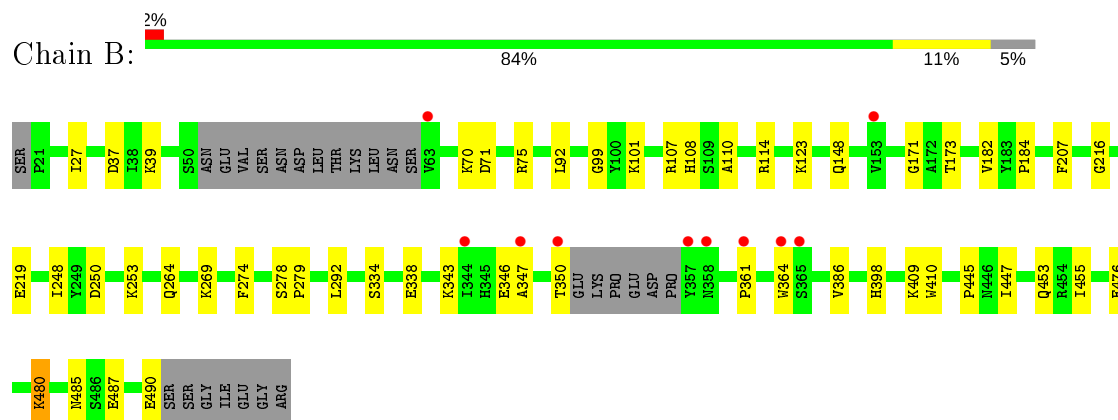 2%
Chain B:
84% 11% 5%
SER P21 I27 D37 I38 K39 S50 ASN GLU VAL SER ASN ASP LEU THR LYS LEU ASN SER V63 K70 D71 R75 L92 G99 Y100 K101 R107 H108 S109 A110 R114 K123 Q148 V153 G171 A172 T173 V182 Y183 P184 F207 G216
E219 I248 Y249 D250 K253 Q264 K269 F274 S278 P279 L292 S334 E338 K343 I344 H345 E346 A347 T350 GLU LYS PRO GLU ASP PRO Y357 N358 P361 W364 S365 V386 H398 K409 W410 P445 N446 I447 Q453 R454 I455
K480 N485 S486 E487 E490 SER SER GLY ILE GLU GLY ARG